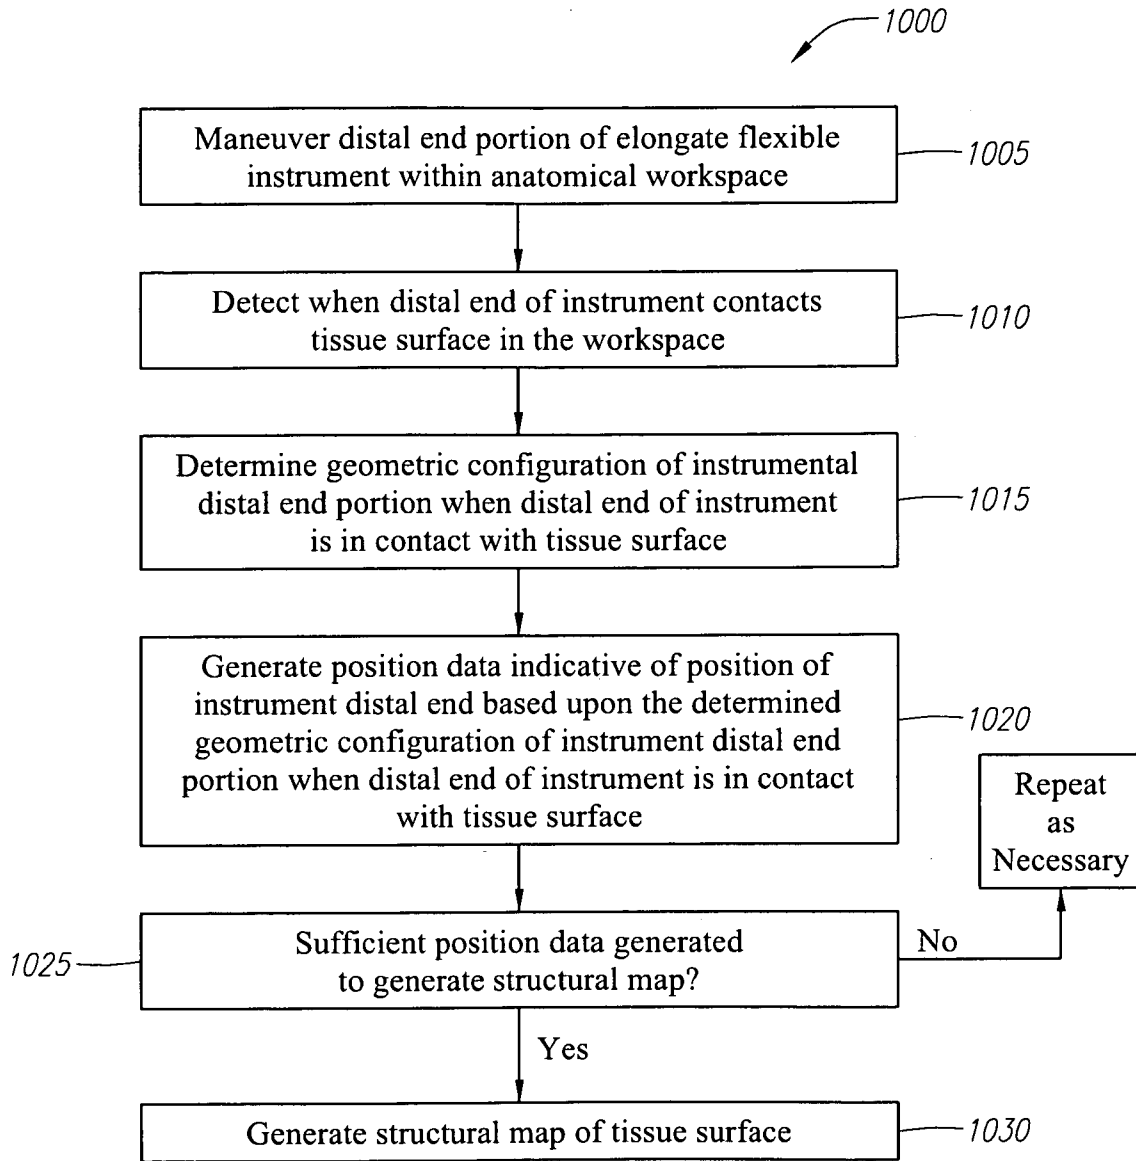 1000
Maneuver distal end portion of elongate flexible
instrument within anatomical workspace
1005
Detect when distal end of instrument contacts
tissue surface in the workspace
1010
Determine geometric configuration of instrumental
distal end portion when distal end of instrument
is in contact with tissue surface
1015
Generate position data indicative of position of
instrument distal end based upon the determined
geometric configuration of instrument distal end
portion when distal end of instrument is in contact
with tissue surface
1020
Repeat
as
Necessary
1025
Sufficient position data generated
to generate structural map?
No
Yes
Generate structural map of tissue surface
1030